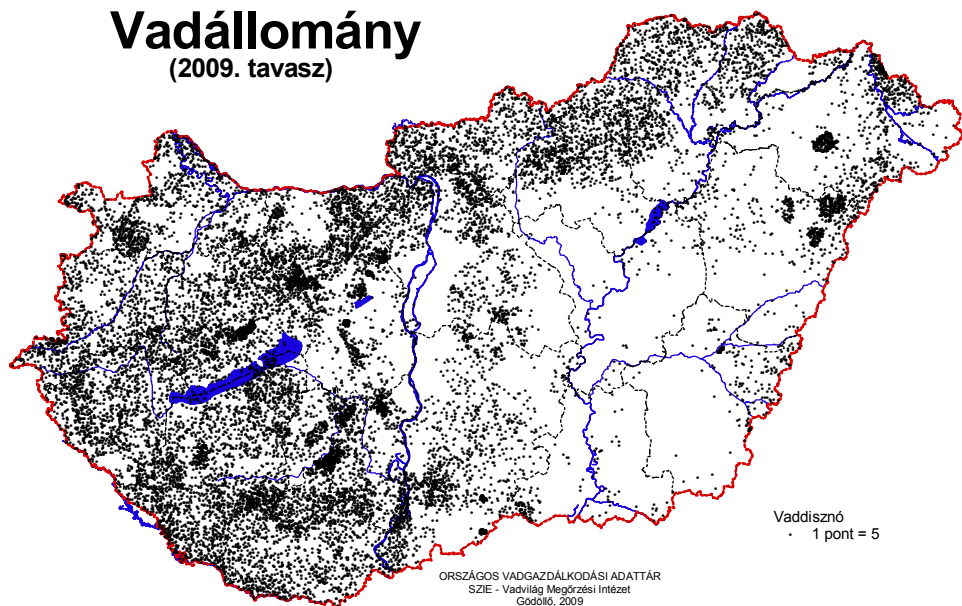 Vadállomány
(2009. tavasz)
Vaddisznó
1 pont = 5
ORSZÁGOS VADGAZDÁLKODÁSI ADATTÁR
SZIE - Vadvilág Megőrzési Intézet
Gödöllő, 2009